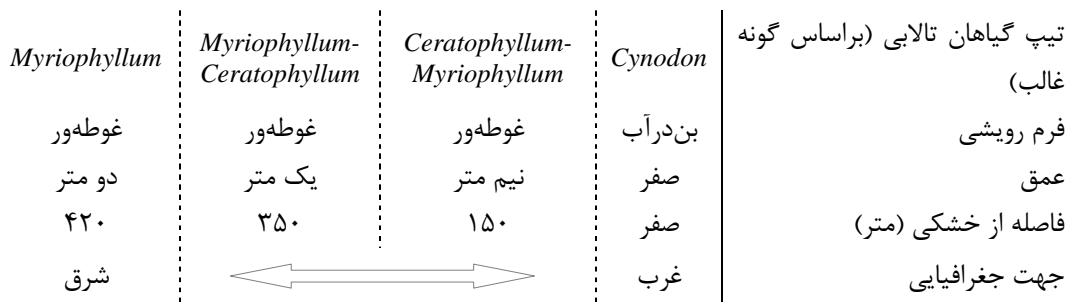 تیپ گیاهان تالابی (براساس گونه غالب) Cynodon Ceratophyllum-Myriophyllum Myriophyllum-Ceratophyllum Myriophyllum
فرم رویشی بن‌درآب غوطه‌ور غوطه‌ور غوطه‌ور
عمق صفر نیم متر یک متر دو متر
فاصله از خشکی (متر) صفر ۱۵۰ ۳۵۰ ۴۲۰
جهت جغرافیایی غرب شرق